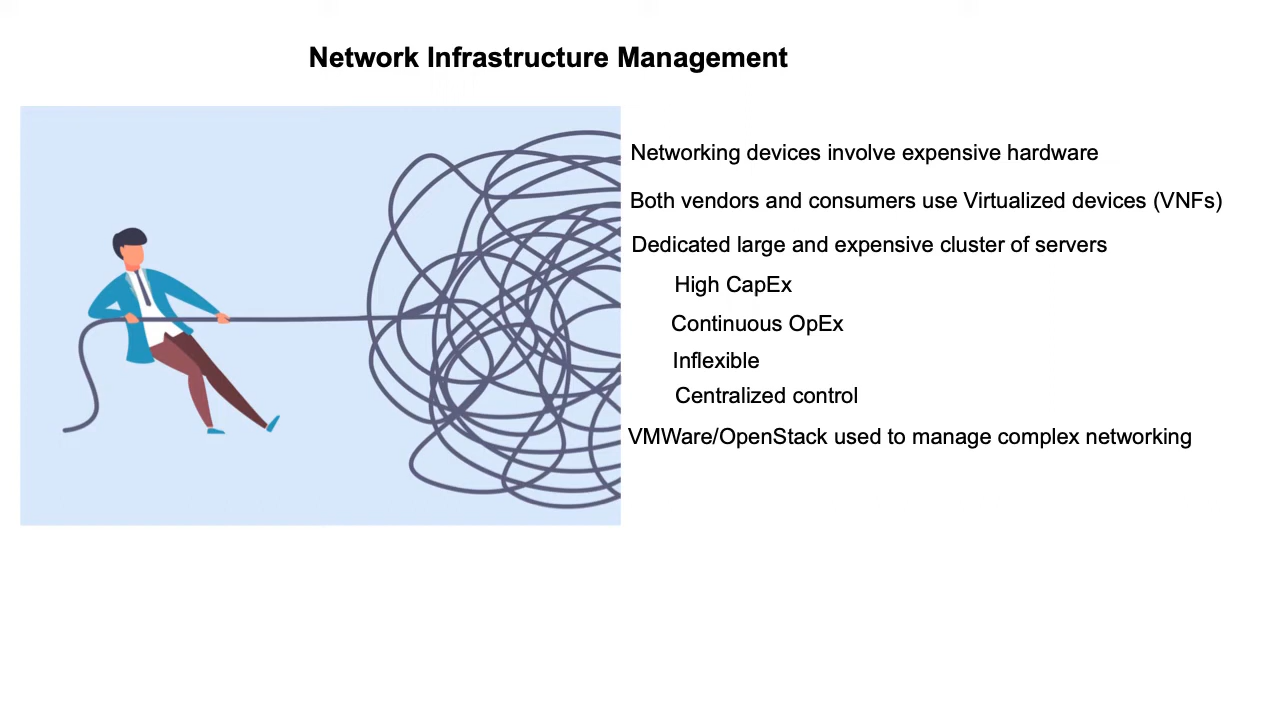 Network Infrastructure Management
Networking devices involve expensive hardware
Both vendors and consumers use Virtualized devices (VNFs)
Dedicated large and expensive cluster of servers
High CapEx
Continuous OpEx
Inflexible
Centralized control
VMWare/OpenStack used to manage complex networking